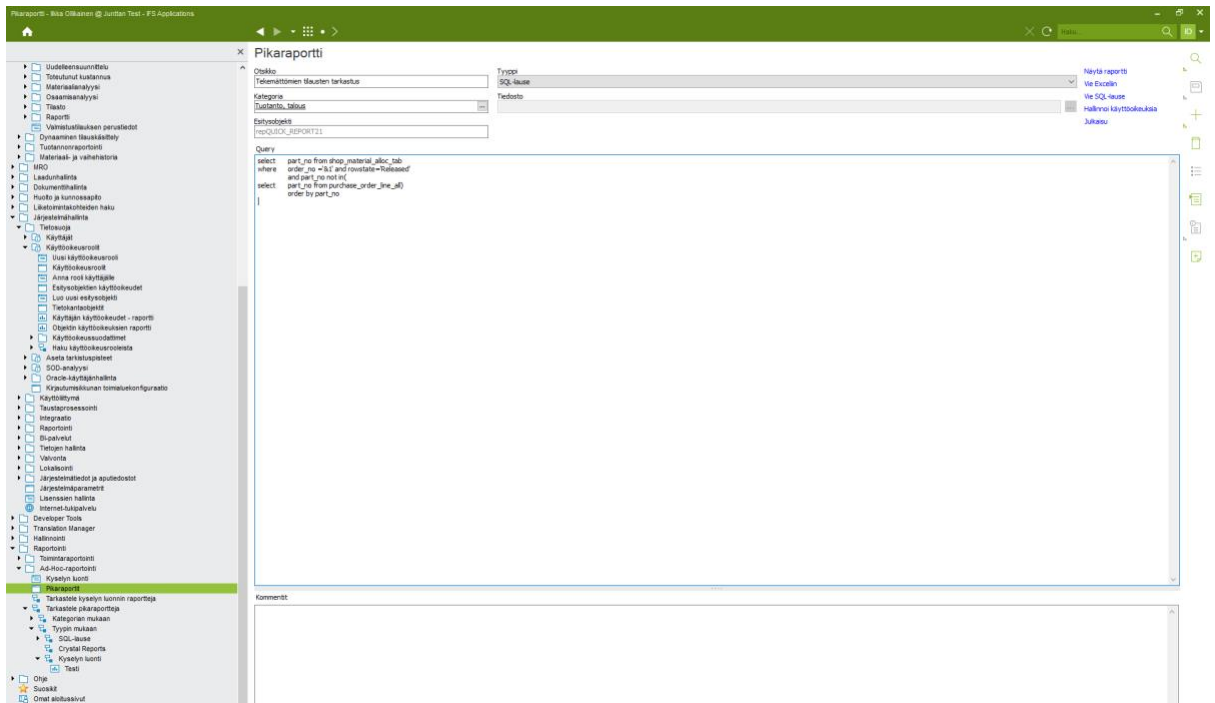 Pikaraportti - Ilkka Ollikainen @ Junttan Test - IFS Applications
Haku...
IO
Uudelleensuunnittelu
Toteutunut kustannus
Materiaalianalyysi
Osaamisanalyysi
Tilasto
Raportti
Valmistustilauksen perustiedot
Dynaaminen tilauskäsittely
Tuotannonraportointi
Materiaali- ja vaihehistoria
MRO
Laadunhallinta
Dokumenttihallinta
Huolto ja kunnossapito
Liiketoimintakohteiden haku
Järjestelmähallinta
Tietosuoja
Käyttäjät
Käyttöoikeusroolit
Uusi käyttöoikeusrooli
Käyttöoikeusroolit
Anna rooli käyttäjälle
Esitysobjektien käyttöoikeudet
Luo uusi esitysobjekti
Tietokantaobjektit
Käyttäjän käyttöoikeudet - raportti
Objektin käyttöoikeuksien raportti
Käyttöoikeussuodattimet
Haku käyttöoikeusrooleista
Aseta tarkistuspisteet
SOD-analyysi
Oracle-käyttäjänhallinta
Kirjautumisikkunan toimialuekonfiguraatio
Käyttöliittymä
Taustaprosessointi
Integraatio
Raportointi
BI-palvelut
Tietojen hallinta
Valvonta
Lokalisointi
Järjestelmätiedot ja aputiedostot
Järjestelmäparametrit
Lisenssien hallinta
Internet-tukipalvelu
Developer Tools
Translation Manager
Hallinnointi
Raportointi
Toimintaraportointi
Ad-Hoc-raportointi
Kyselyn luonti
Pikaraportit
Tarkastele kyselyn luonnin raportteja
Tarkastele pikaraportteja
Kategorian mukaan
Tyypin mukaan
SQL-lause
Crystal Reports
Kyselyn luonti
Testi
Ohje
Suosikit
Omat aloitussivut
Pikaraportti
Otsikko
Tekemättömien tilausten tarkastus
Tyyppi
SQL-lause
Kategoria
Tuotanto, talous
Tiedosto
Esitysobjekti
repQUICK_REPORT21
Näytä raportti
Vie Exceliin
Vie SQL-lause
Hallinnoi käyttöoikeuksia
Julkaisu
Query
select part_no from shop_material_alloc_tab
where order_no ='&1' and rowstate='Released'
and part_no not in(
select part_no from purchase_order_line_all)
order by part_no
Kommentit